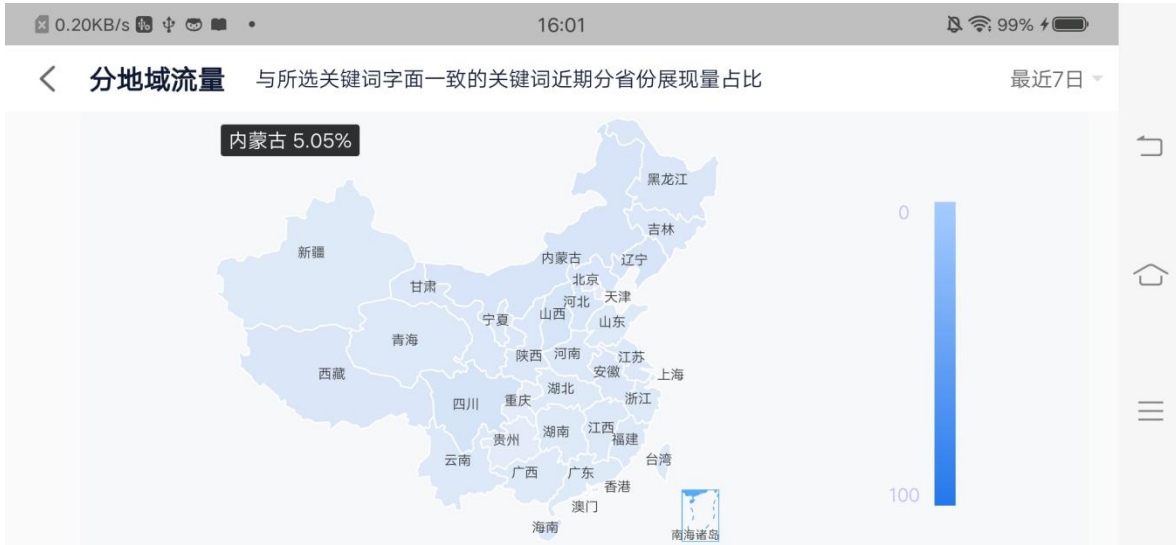 0.20KB/s
16:01
99%
分地域流量 与所选关键词字面一致的关键词近期分省份展现量占比 最近7日
内蒙古 5.05%
黑龙江
0
吉林
新疆
内蒙古
辽宁
北京
甘肃
天津
河北
山西
宁夏
山东
青海
陕西
河南
江苏
安徽
西藏
上海
湖北
浙江
四川
重庆
江西
湖南
贵州
福建
云南
台湾
广西
广东
香港
100
澳门
海南
南海诸岛